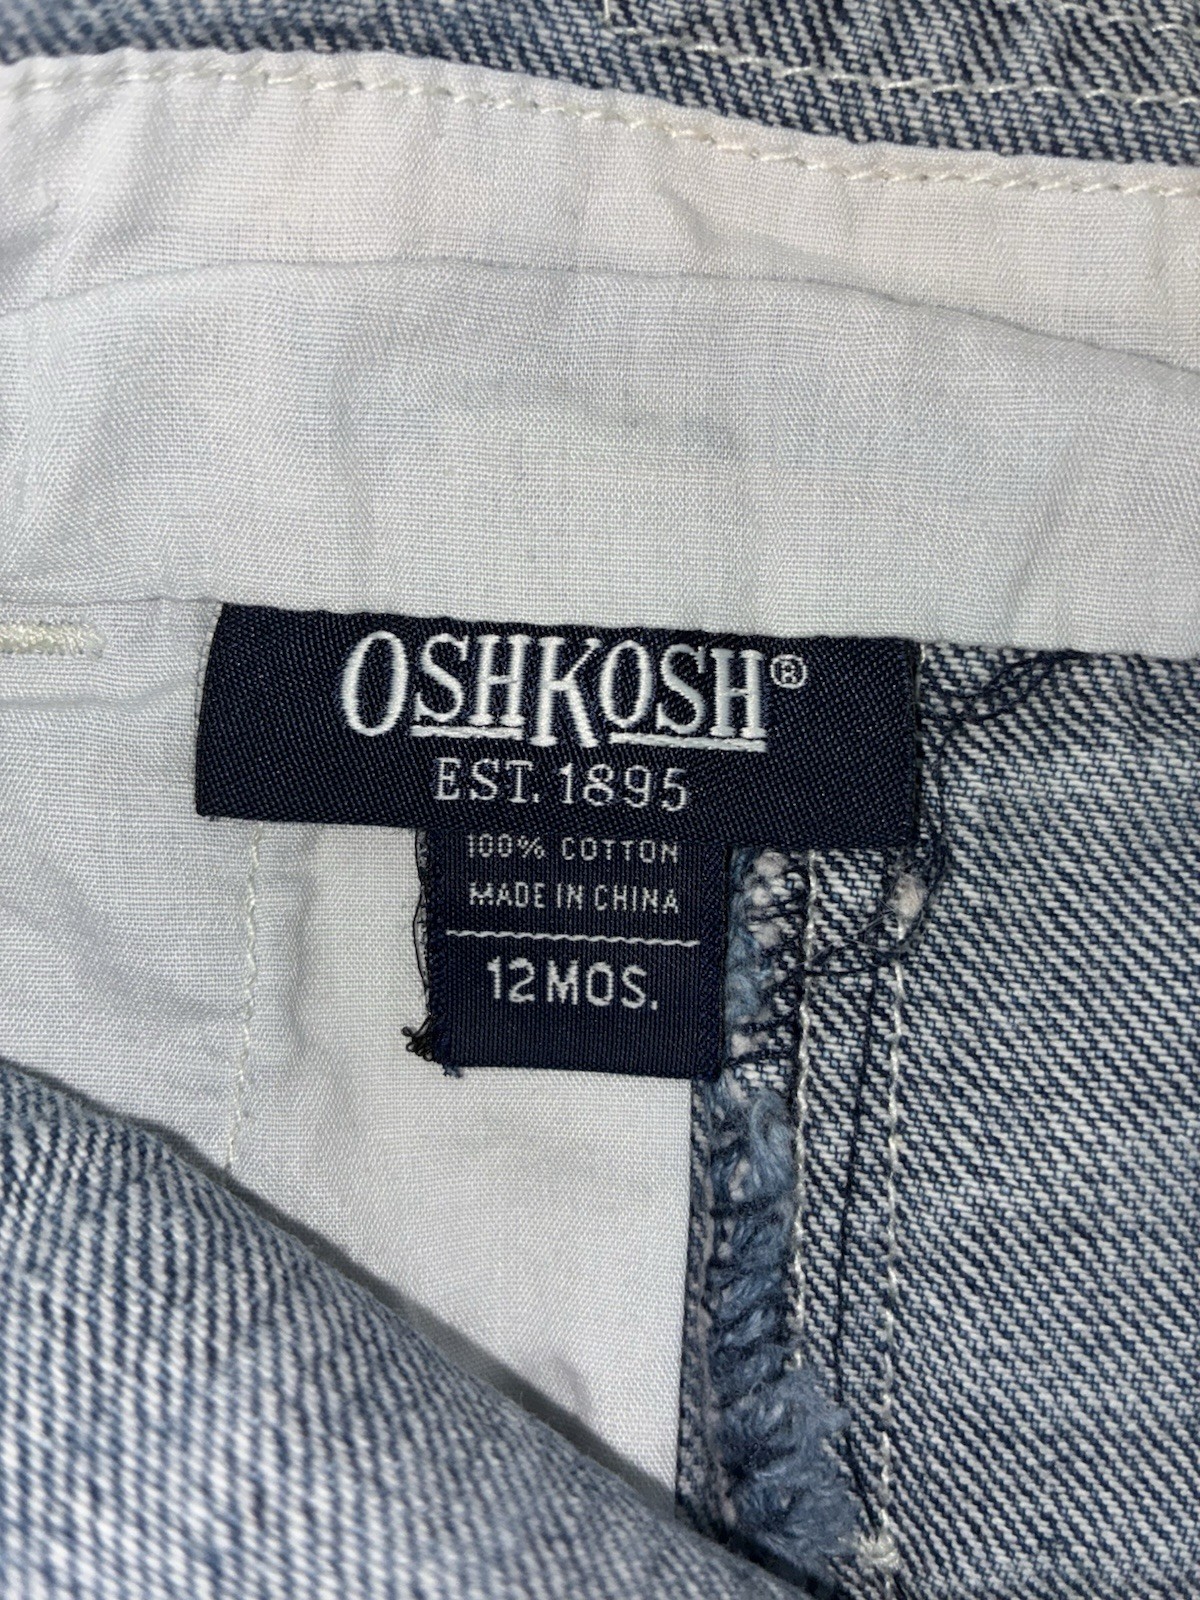 OSHKOSH®
EST. 1895
100% COTTON
MADE IN CHINA
12 MOS.